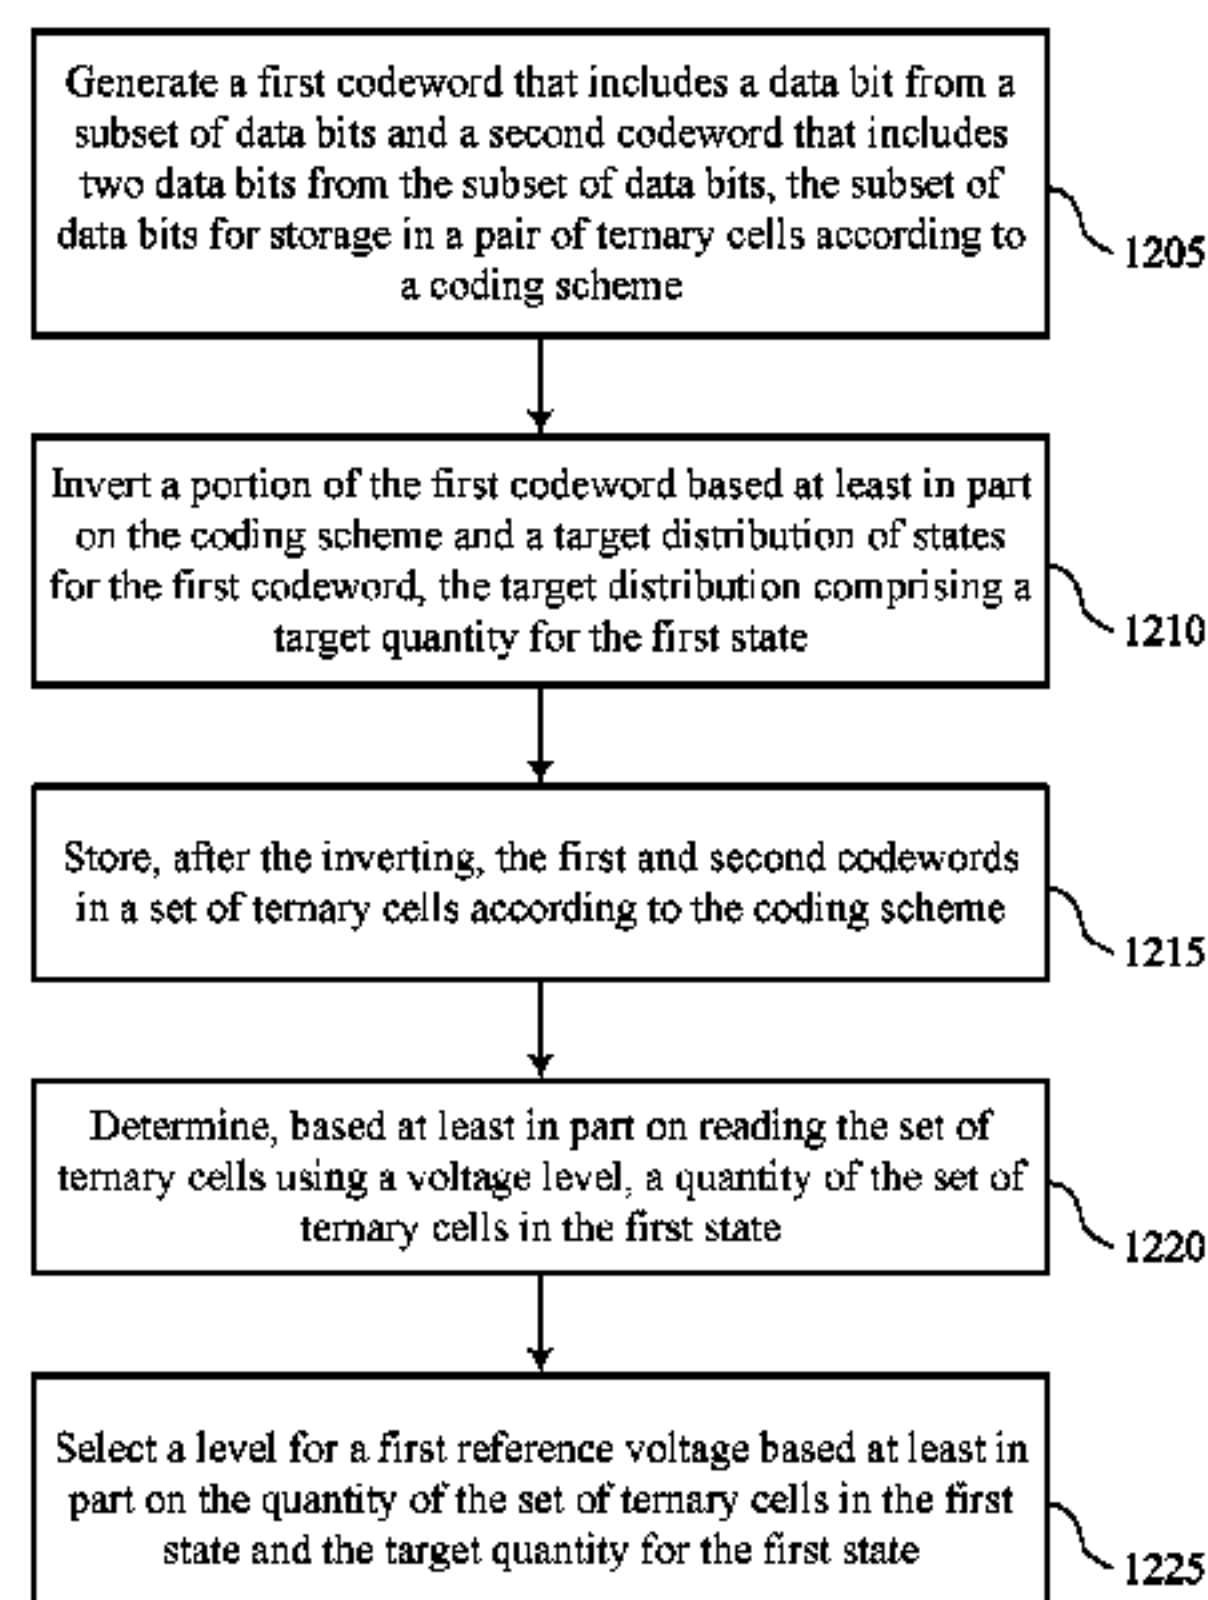 Generate a first codeword that includes a data bit from a
subset of data bits and a second codeword that includes
two data bits from the subset of data bits, the subset of
data bits for storage in a pair of ternary cells according to
a coding scheme
1205
Invert a portion of the first codeword based at least in part
on the coding scheme and a target distribution of states
for the first codeword, the target distribution comprising a
target quantity for the first state
1210
Store, after the inverting, the first and second codewords
in a set of ternary cells according to the coding scheme
1215
Determine, based at least in part on reading the set of
ternary cells using a voltage level, a quantity of the set of
ternary cells in the first state
1220
Select a level for a first reference voltage based at least in
part on the quantity of the set of ternary cells in the first
state and the target quantity for the first state
1225